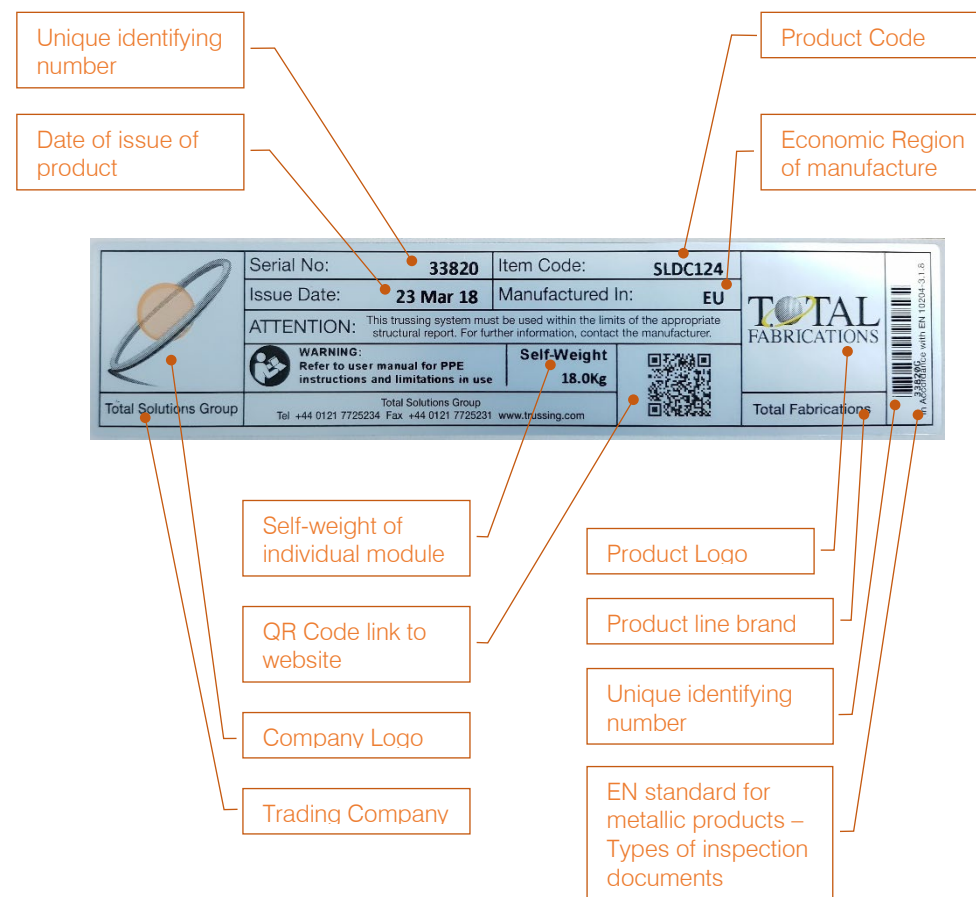 Unique identifying
number
Product Code
Date of issue of
product
Economic Region
of manufacture
Serial No: 33820
Item Code: SLDC124
Issue Date: 23 Mar 18
Manufactured In: EU
ATTENTION: This trussing system must be used within the limits of the appropriate
structural report. For further information, contact the manufacturer.
WARNING:
Refer to user manual for PPE
instructions and limitations in use
Self-Weight
18.0Kg
Total Solutions Group
Total Solutions Group
Tel +44 0121 7725234 Fax +44 0121 7725231 www.trussing.com
TOTAL
FABRICATIONS
Total Fabrications
33820G
In Accordance with EN 10204-3.1.B
Self-weight of
individual module
Product Logo
QR Code link to
website
Product line brand
Unique identifying
number
Company Logo
Trading Company
EN standard for
metallic products –
Types of inspection
documents